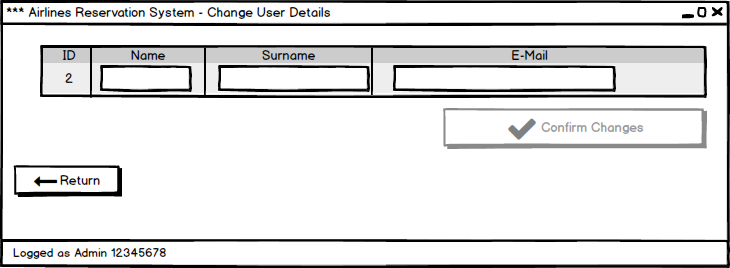 *** Airlines Reservation System - Change User Details
ID Name Surname E-Mail
2
Confirm Changes
Return
Logged as Admin 12345678